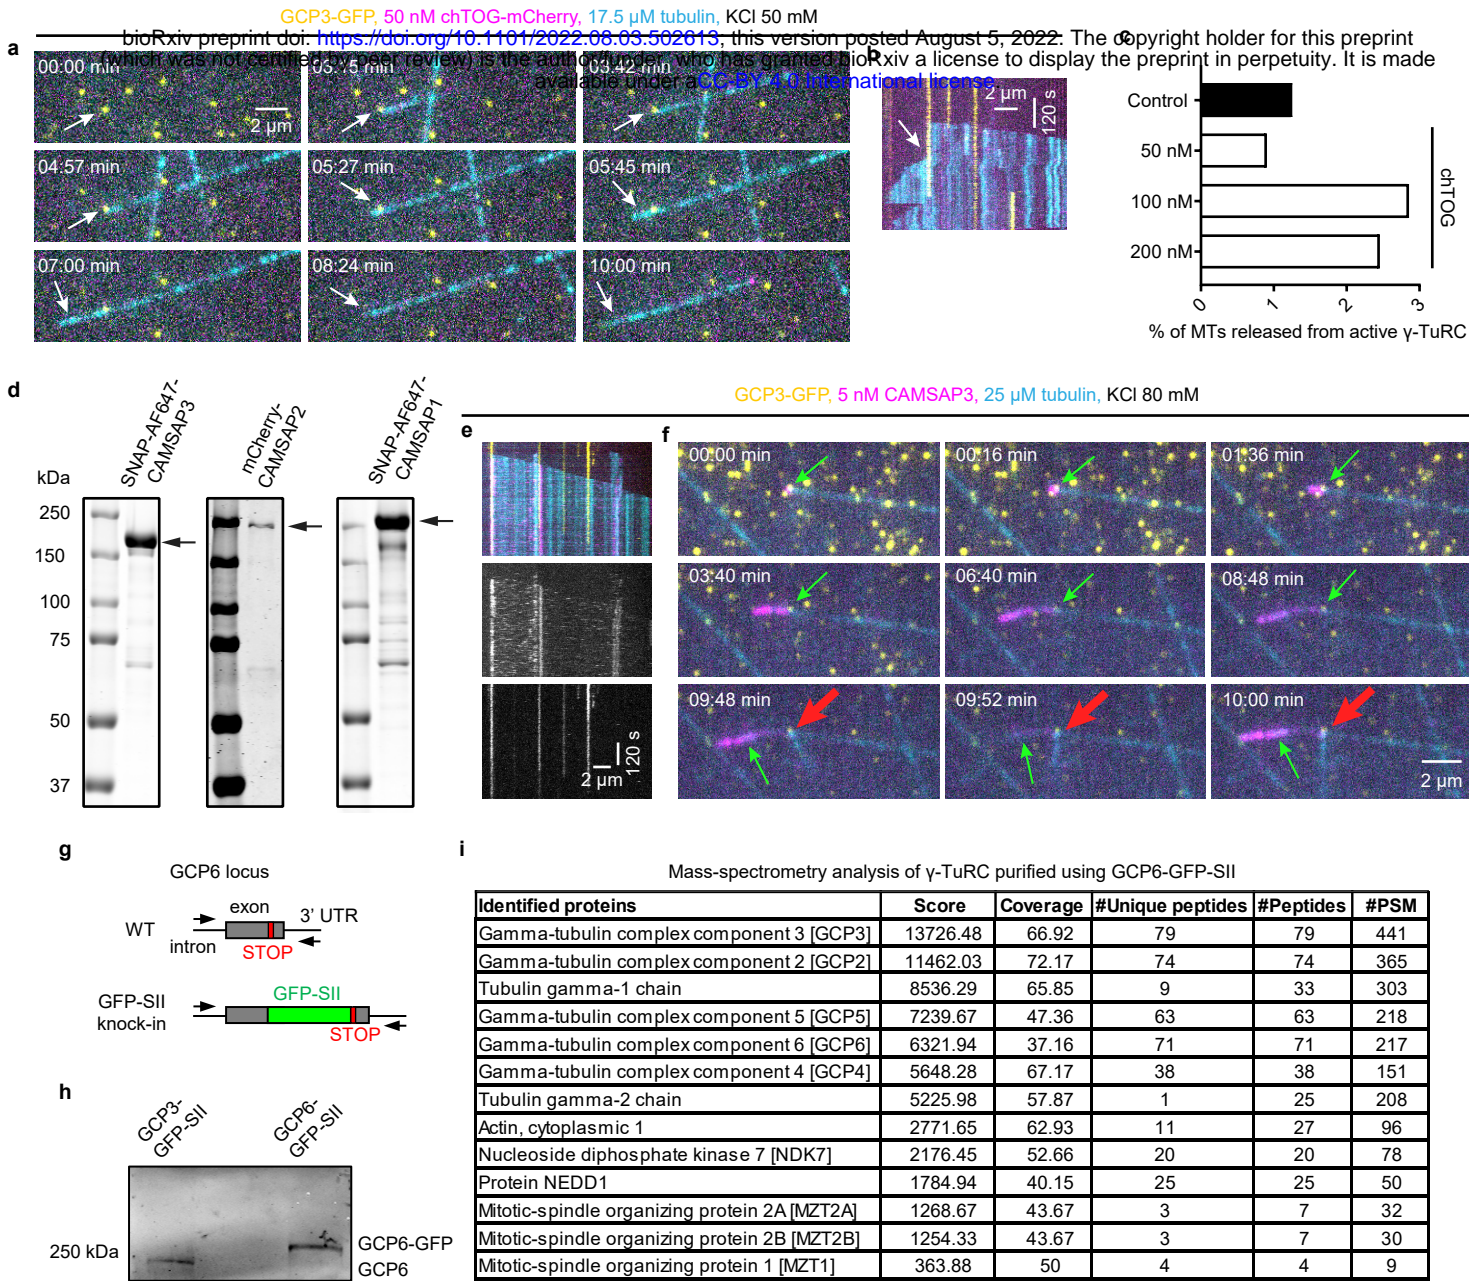 GCP3-GFP, 50 nM chTOG-mCherry, 17.5 µM tubulin, KCl 50 mM
bioRxiv preprint doi: https://doi.org/10.1101/2022.08.03.502613; this version posted August 5, 2022. The copyright holder for this preprint
(which was not certified by peer review) is the author/funder, who has granted bioRxiv a license to display the preprint in perpetuity. It is made
available under aCC-BY 4.0 International license.
a
00:00 min
03:15 min
03:42 min
2 µm
04:57 min
05:27 min
05:45 min
07:00 min
08:24 min
10:00 min
b
2 µm
120 s
c
Control
50 nM
100 nM
200 nM
chTOG
0
1
2
3
% of MTs released from active γ-TuRC
d
SNAP-AF647-
CAMSAP3
mCherry-
CAMSAP2
SNAP-AF647-
CAMSAP1
kDa
250
150
100
75
50
37
GCP3-GFP, 5 nM CAMSAP3, 25 µM tubulin, KCl 80 mM
e
2 µm
120 s
f
00:00 min
00:16 min
01:36 min
03:40 min
06:40 min
08:48 min
09:48 min
09:52 min
10:00 min
2 µm
g
GCP6 locus
WT
exon
3’ UTR
intron
STOP
GFP-SII
knock-in
GFP-SII
STOP
h
GCP3-
GFP-SII
GCP6-
GFP-SII
250 kDa
GCP6-GFP
GCP6
i
Mass-spectrometry analysis of γ-TuRC purified using GCP6-GFP-SII
Identified proteins Score Coverage #Unique peptides #Peptides #PSM
Gamma-tubulin complex component 3 [GCP3] 13726.48 66.92 79 79 441
Gamma-tubulin complex component 2 [GCP2] 11462.03 72.17 74 74 365
Tubulin gamma-1 chain 8536.29 65.85 9 33 303
Gamma-tubulin complex component 5 [GCP5] 7239.67 47.36 63 63 218
Gamma-tubulin complex component 6 [GCP6] 6321.94 37.16 71 71 217
Gamma-tubulin complex component 4 [GCP4] 5648.28 67.17 38 38 151
Tubulin gamma-2 chain 5225.98 57.87 1 25 208
Actin, cytoplasmic 1 2771.65 62.93 11 27 96
Nucleoside diphosphate kinase 7 [NDK7] 2176.45 52.66 20 20 78
Protein NEDD1 1784.94 40.15 25 25 50
Mitotic-spindle organizing protein 2A [MZT2A] 1268.67 43.67 3 7 32
Mitotic-spindle organizing protein 2B [MZT2B] 1254.33 43.67 3 7 30
Mitotic-spindle organizing protein 1 [MZT1] 363.88 50 4 4 9